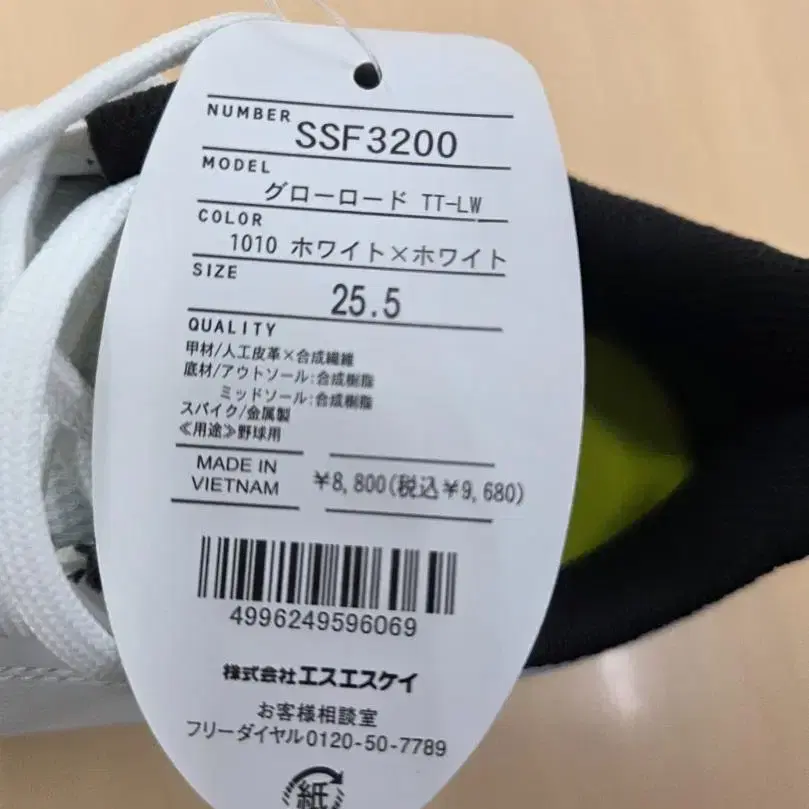 NUMBER
SSF3200
MODEL
グローロード TT-LW
COLOR
1010 ホワイト×ホワイト
SIZE
25.5
QUALITY
甲材/人工皮革×合成繊維
底材/アウトソール:合成樹脂
ミッドソール:合成樹脂
スパイク/金属製
≪用途≫野球用
MADE IN
VIETNAM
¥8,800(税込¥9,680)
4996249596069
株式会社エスエスケイ
お客様相談室
フリーダイヤル0120-50-7789
紙